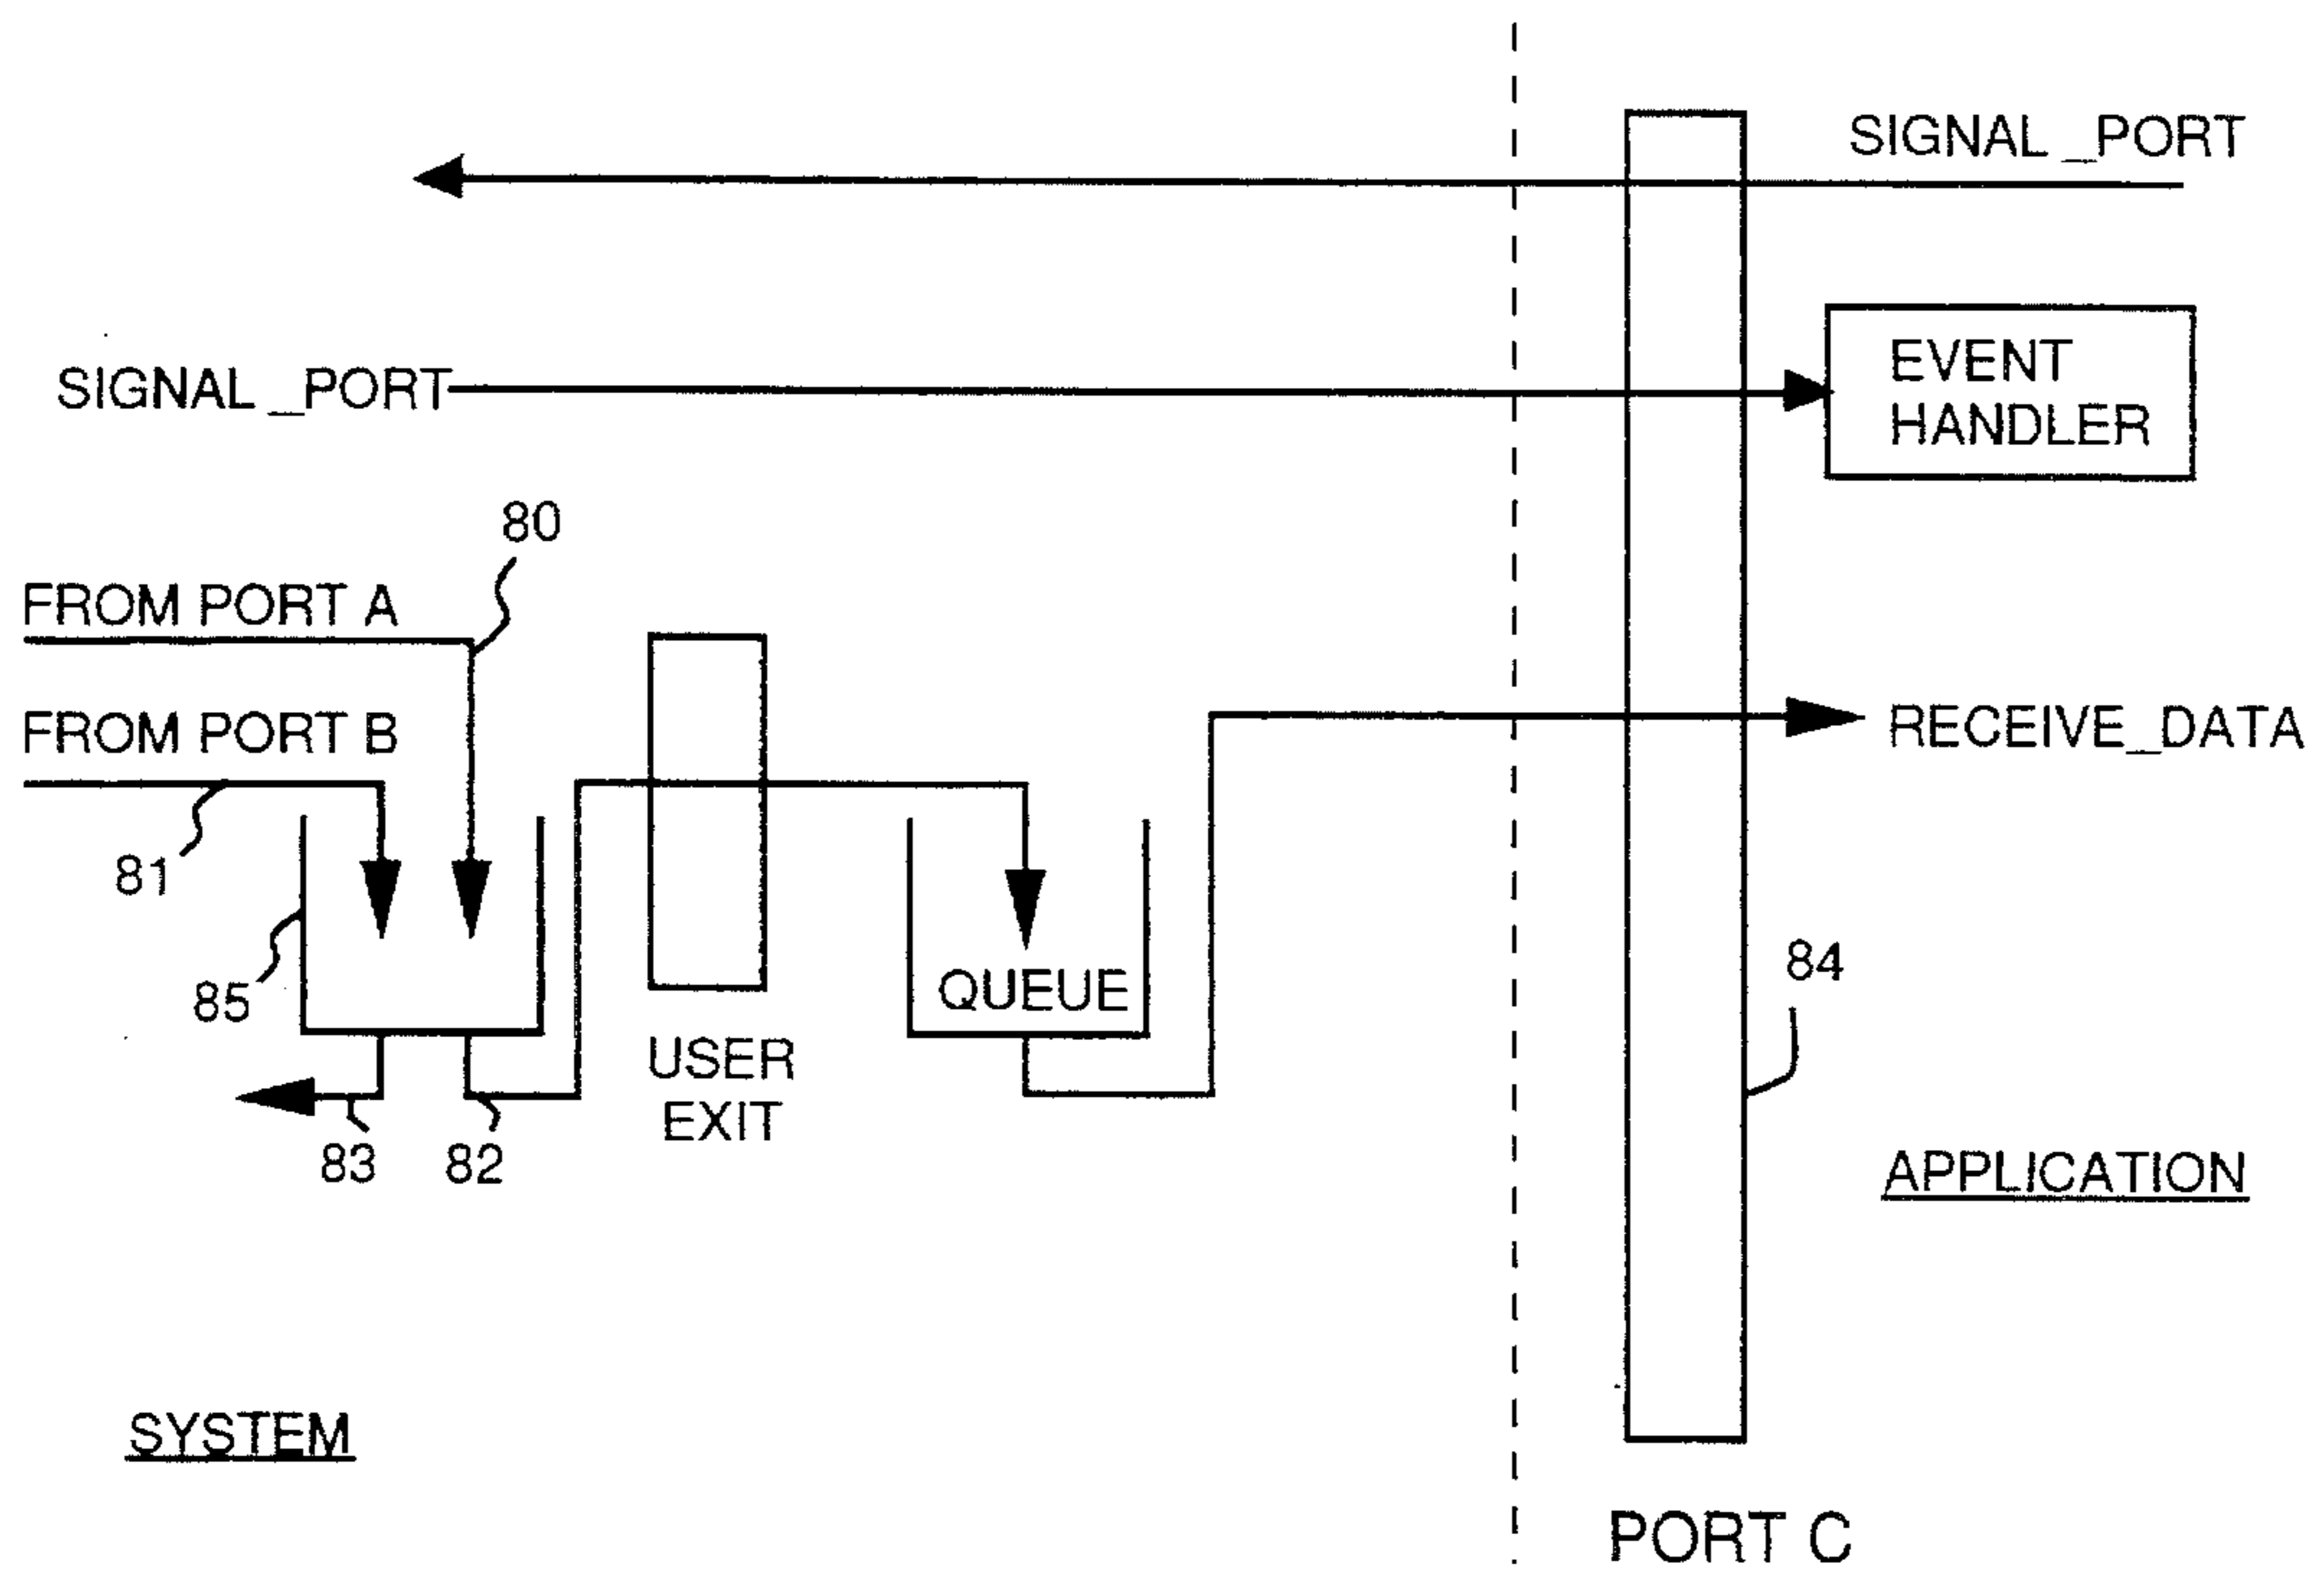 SIGNAL _PORT
SIGNAL _PORT
EVENT
HANDLER
80
FROM PORT A
FROM PORT B
RECEIVE_DATA
81
85
QUEUE
84
USER
EXIT
83
82
APPLICATION
SYSTEM
PORT C